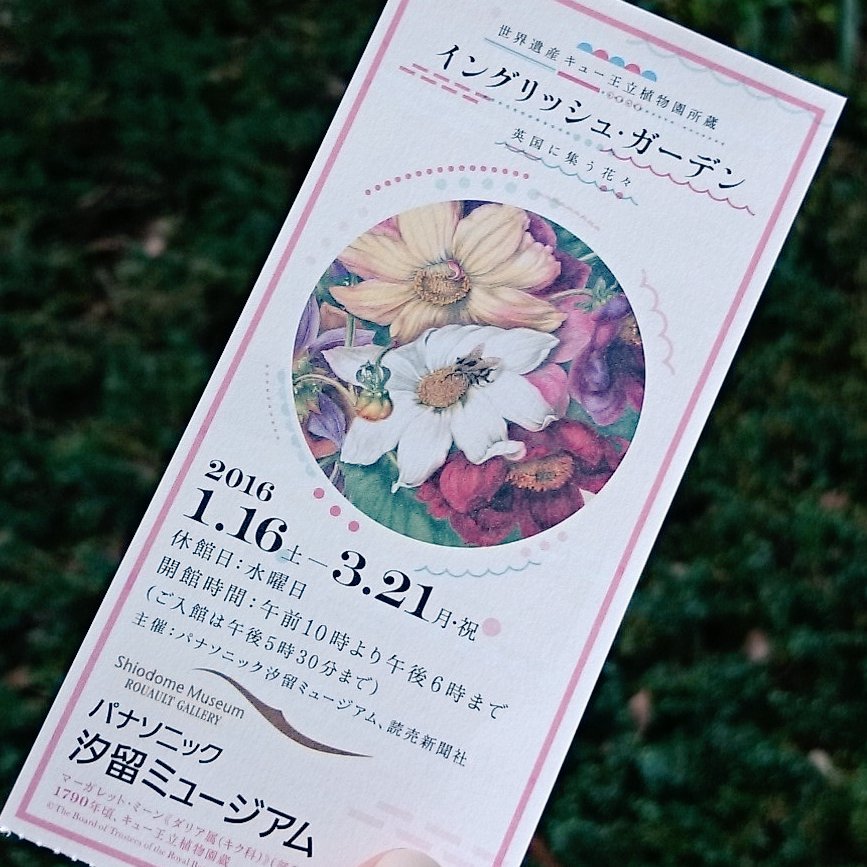 世界遺産キュー王立植物園所蔵
イングリッシュ・ガーデン
英国に集う花々
2016
1.16土―3.21月・祝
休館日:水曜日
開館時間:午前10時より午後6時まで
(ご入館は午後5時30分まで)
主催:パナソニック 汐留ミュージアム、読売新聞社
Shiodome Museum
ROUAULT GALLERY
パナソニック
汐留ミュージアム
マーガレット・ミーン《ダリア属(キク科)》
1790年頃、キュー王立植物園蔵
©The Board of Trustees of the Royal